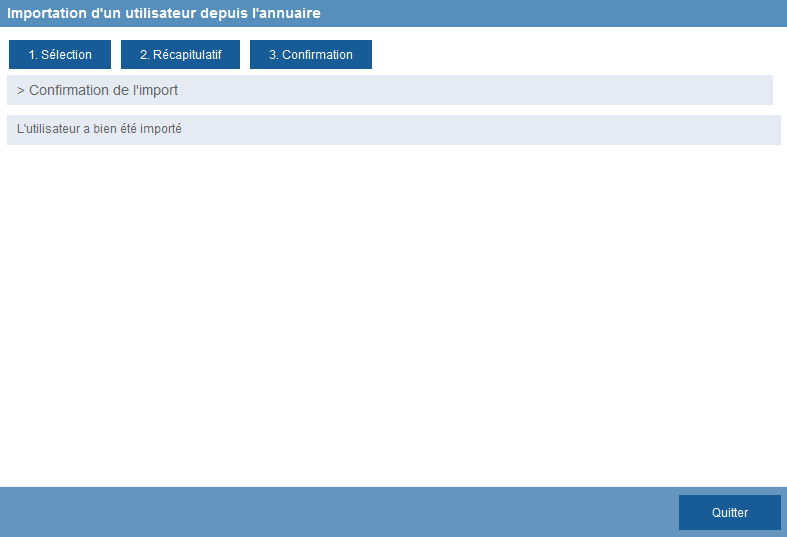 Importation d'un utilisateur depuis l'annuaire
1. Sélection
2. Récapitulatif
3. Confirmation
> Confirmation de l'import
L'utilisateur a bien été importé
Quitter